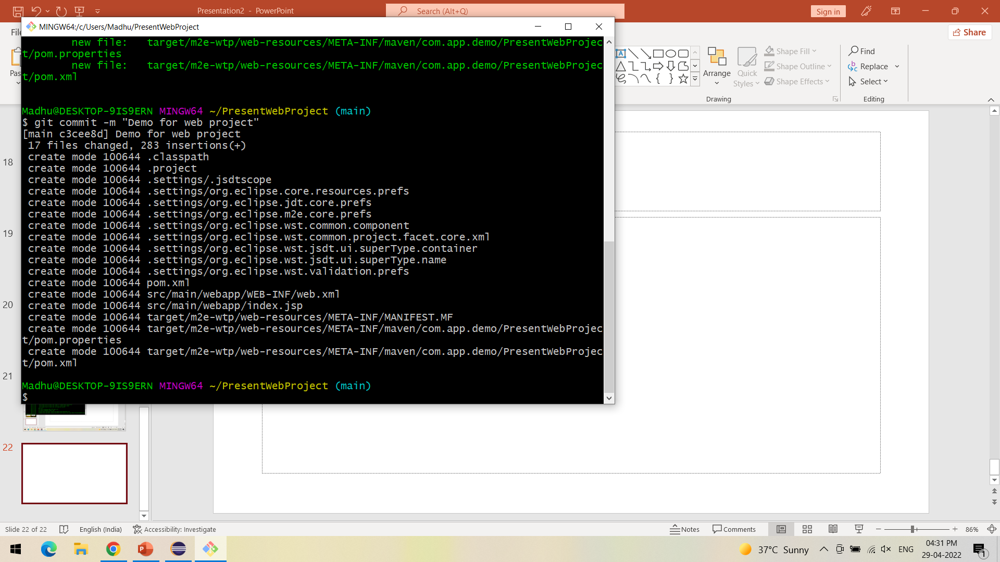 Presentation2 - PowerPoint
Search (Alt+Q)
Sign in
MINGW64:/c/Users/Madhu/PresentWebProject
Share
new file:   target/m2e-wtp/web-resources/META-INF/maven/com.app.demo/PresentWebProjec
t/pom.properties
new file:   target/m2e-wtp/web-resources/META-INF/maven/com.app.demo/PresentWebProjec
t/pom.xml
Madhu@DESKTOP-9IS9ERN MINGW64 ~/PresentWebProject (main)
$ git commit -m "Demo for web project"
[main c3cee8d] Demo for web project
17 files changed, 283 insertions(+)
create mode 100644 .classpath
create mode 100644 .project
create mode 100644 .settings/.jsdtscope
create mode 100644 .settings/org.eclipse.core.resources.prefs
create mode 100644 .settings/org.eclipse.jdt.core.prefs
create mode 100644 .settings/org.eclipse.m2e.core.prefs
create mode 100644 .settings/org.eclipse.wst.common.component
create mode 100644 .settings/org.eclipse.wst.common.project.facet.core.xml
create mode 100644 .settings/org.eclipse.wst.jsdt.ui.superType.container
create mode 100644 .settings/org.eclipse.wst.jsdt.ui.superType.name
create mode 100644 .settings/org.eclipse.wst.validation.prefs
create mode 100644 pom.xml
create mode 100644 src/main/webapp/WEB-INF/web.xml
create mode 100644 src/main/webapp/index.jsp
create mode 100644 target/m2e-wtp/web-resources/META-INF/MANIFEST.MF
create mode 100644 target/m2e-wtp/web-resources/META-INF/maven/com.app.demo/PresentWebProjec
t/pom.properties
create mode 100644 target/m2e-wtp/web-resources/META-INF/maven/com.app.demo/PresentWebProjec
t/pom.xml
Madhu@DESKTOP-9IS9ERN MINGW64 ~/PresentWebProject (main)
$
Arrange
Quick
Styles
Shape Fill
Shape Outline
Shape Effects
Drawing
Find
Replace
Select
Editing
18
19
20
21
22
Slide 22 of 22
English (India)
Accessibility: Investigate
Notes
Comments
86%
37°C Sunny
ENG
04:31 PM
29-04-2022
1